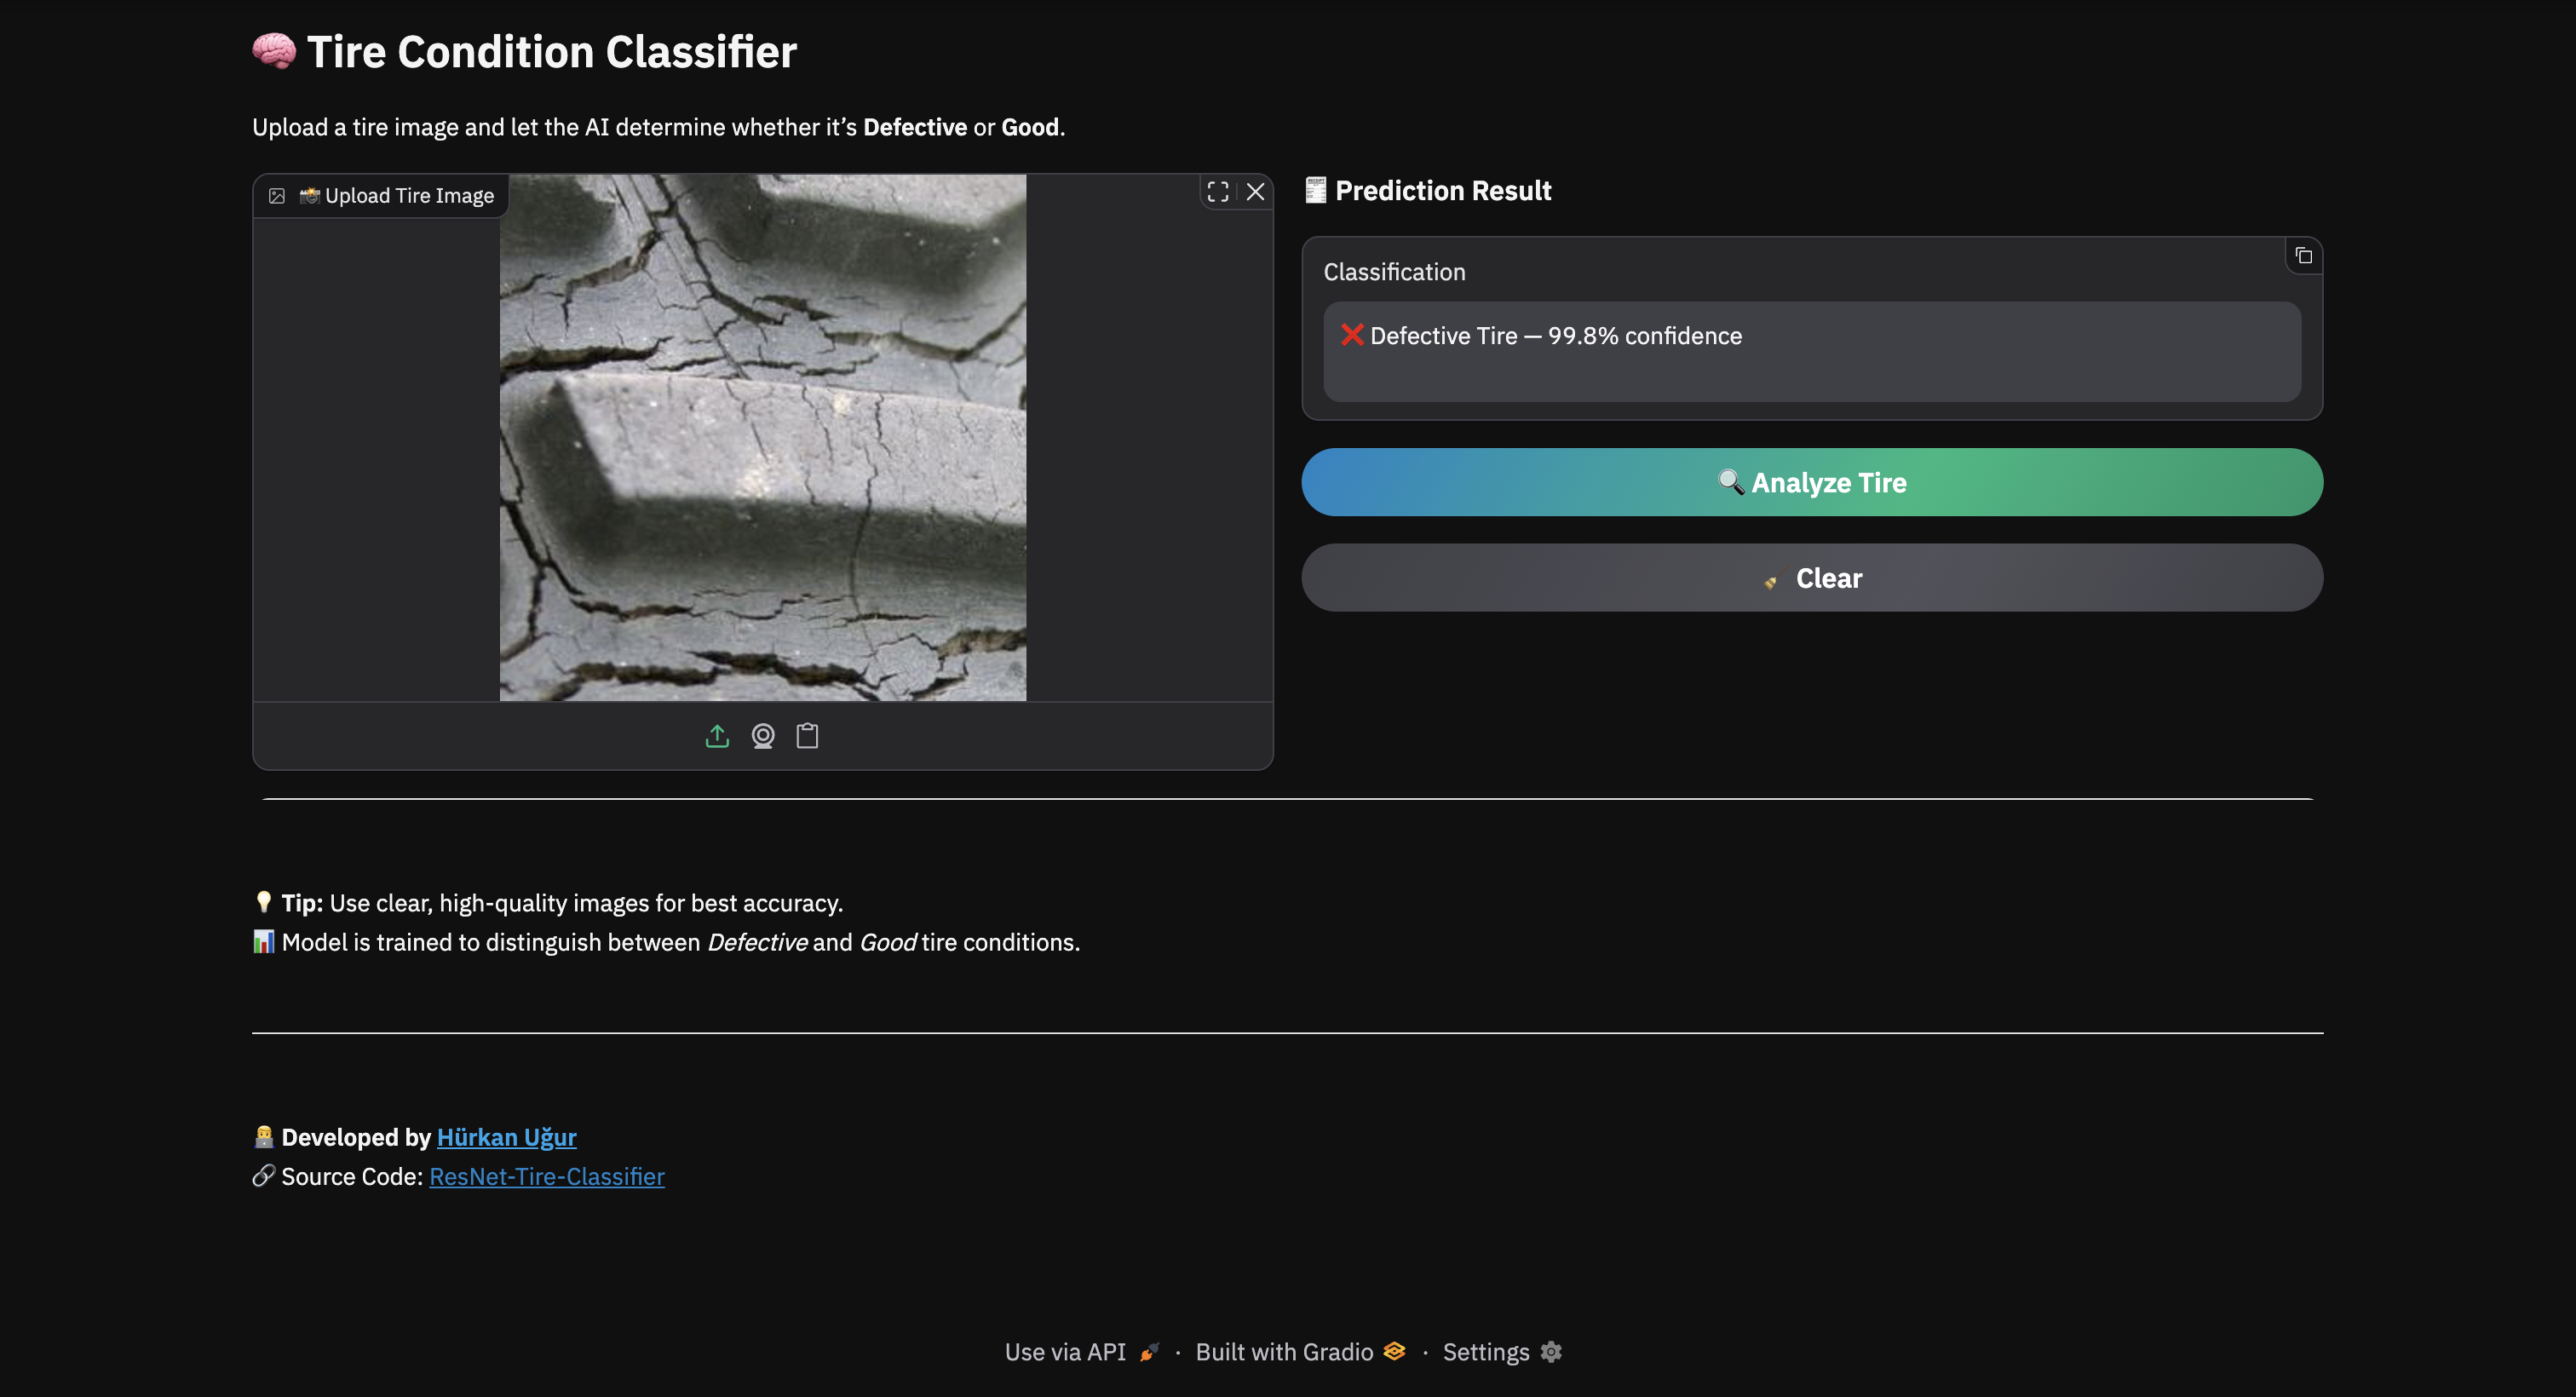 Tire Condition Classifier
Upload a tire image and let the AI determine whether it’s Defective or Good.
Upload Tire Image
Prediction Result
Classification
Defective Tire — 99.8% confidence
Analyze Tire
Clear
Tip: Use clear, high-quality images for best accuracy.
Model is trained to distinguish between Defective and Good tire conditions.
Developed by Hürkan Uğur
Source Code: ResNet-Tire-Classifier
Use via API · Built with Gradio · Settings